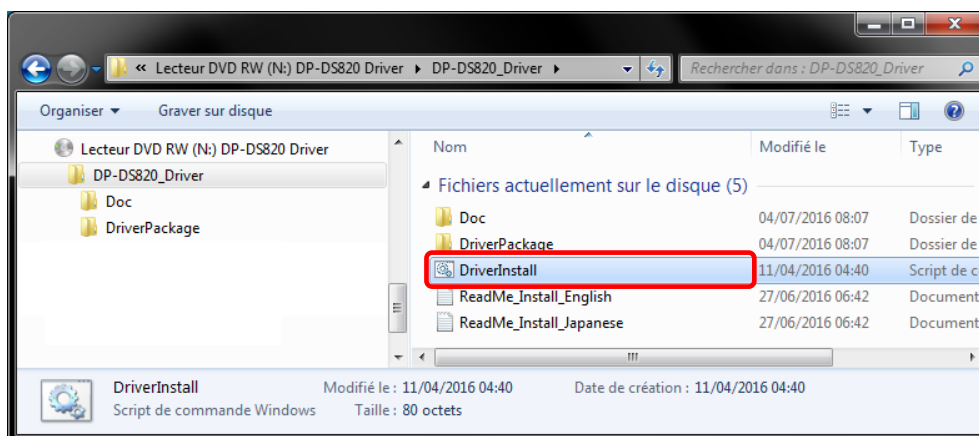 « Lecteur DVD RW (N:) DP-DS820 Driver DP-DS820_Driver Rechercher dans : DP-DS820_Driver
Organiser Graver sur disque
Lecteur DVD RW (N:) DP-DS820 Driver
DP-DS820_Driver
Doc
DriverPackage
Nom Modifié le Type
Fichiers actuellement sur le disque (5)
Doc 04/07/2016 08:07 Dossier de
DriverPackage 04/07/2016 08:07 Dossier de
DriverInstall 11/04/2016 04:40 Script de c
ReadMe_Install_English 27/06/2016 06:42 Document
ReadMe_Install_Japanese 27/06/2016 06:42 Document
DriverInstall Modifié le : 11/04/2016 04:40 Date de création : 11/04/2016 04:40
Script de commande Windows Taille : 80 octets